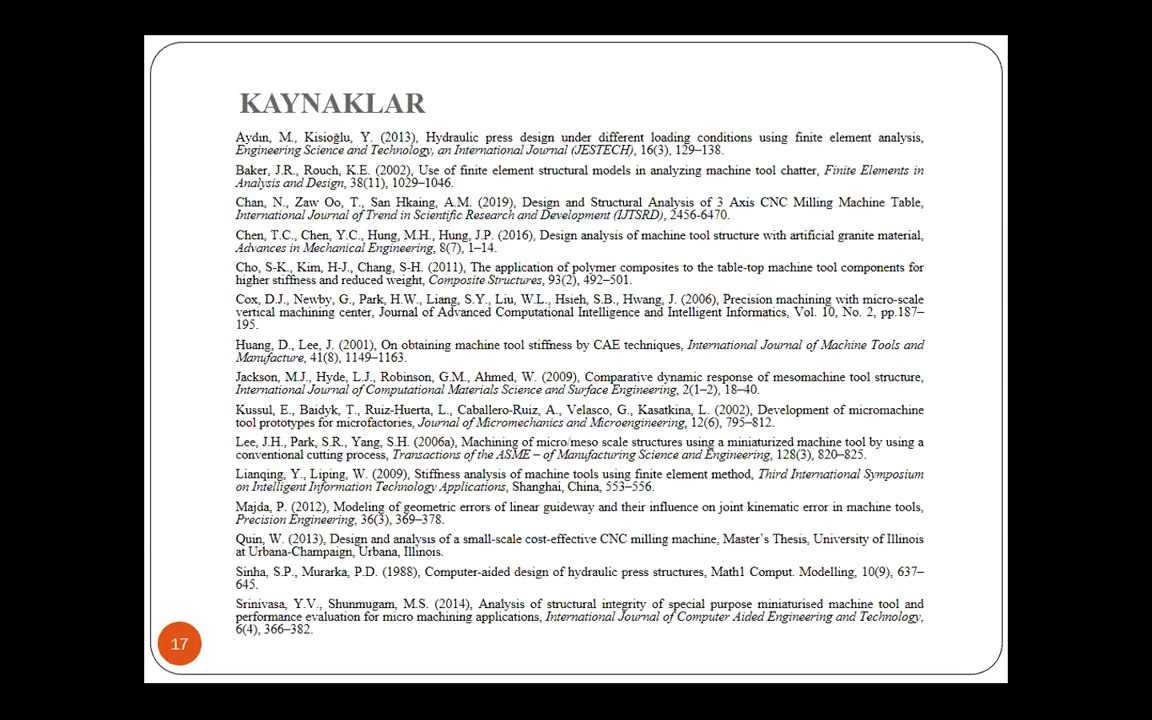 KAYNAKLAR
Aydın, M., Kisioğlu, Y. (2013), Hydraulic press design under different loading conditions using finite element analysis,
Engineering Science and Technology, an International Journal (JESTECH), 16(3), 129–138.
Baker, J.R., Rouch, K.E. (2002), Use of finite element structural models in analyzing machine tool chatter, Finite Elements in
Analysis and Design, 38(11), 1029–1046.
Chan, N., Zaw Oo, T., San Hkaing, A.M. (2019), Design and Structural Analysis of 3 Axis CNC Milling Machine Table,
International Journal of Trend in Scientific Research and Development (IJTSRD), 2456-6470.
Chen, T.C., Chen, Y.C., Hung, M.H., Hung, J.P. (2016), Design analysis of machine tool structure with artificial granite material,
Advances in Mechanical Engineering, 8(7), 1–14.
Cho, S-K., Kim, H-J., Chang, S-H. (2011), The application of polymer composites to the table-top machine tool components for
higher stiffness and reduced weight, Composite Structures, 93(2), 492–501.
Cox, D.J., Newby, G., Park, H.W., Liang, S.Y., Liu, W.L., Hsieh, S.B., Hwang, J. (2006), Precision machining with micro-scale
vertical machining center, Journal of Advanced Computational Intelligence and Intelligent Informatics, Vol. 10, No. 2, pp.187–
195.
Huang, D., Lee, J. (2001), On obtaining machine tool stiffness by CAE techniques, International Journal of Machine Tools and
Manufacture, 41(8), 1149–1163.
Jackson, M.J., Hyde, L.J., Robinson, G.M., Ahmed, W. (2009), Comparative dynamic response of mesomachine tool structure,
International Journal of Computational Materials Science and Surface Engineering, 2(1–2), 18–40.
Kussul, E., Baidyk, T., Ruiz-Huerta, L., Caballero-Ruiz, A., Velasco, G., Kasatkina, L. (2002), Development of micromachine
tool prototypes for microfactories, Journal of Micromechanics and Microengineering, 12(6), 795–812.
Lee, J.H., Park, S.R., Yang, S.H. (2006a), Machining of micro/meso scale structures using a miniaturized machine tool by using a
conventional cutting process, Transactions of the ASME – of Manufacturing Science and Engineering, 128(3), 820–825.
Lianqing, Y., Liping, W. (2009), Stiffness analysis of machine tools using finite element method, Third International Symposium
on Intelligent Information Technology Applications, Shanghai, China, 553–556.
Majda, P. (2012), Modeling of geometric errors of linear guideway and their influence on joint kinematic error in machine tools,
Precision Engineering, 36(3), 369–378.
Quin, W. (2013), Design and analysis of a small-scale cost-effective CNC milling machine, Master's Thesis, University of Illinois
at Urbana-Champaign, Urbana, Illinois.
Sinha, S.P., Murarka, P.D. (1988), Computer-aided design of hydraulic press structures, Math1 Comput. Modelling, 10(9), 637–
645.
Srinivasa, Y.V., Shunmugam, M.S. (2014), Analysis of structural integrity of special purpose miniaturised machine tool and
performance evaluation for micro machining applications, International Journal of Computer Aided Engineering and Technology,
6(4), 366–382.
17